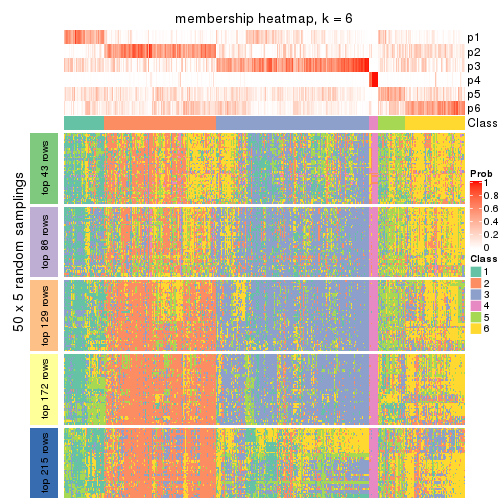 membership heatmap, k = 6
p1
p2
p3
p4
p5
p6
Class
50 x 5 random samplings
top 43 rows
top 86 rows
top 129 rows
top 172 rows
top 215 rows
Prob
1
0.8
0.6
0.4
0.2
0
Class
1
2
3
4
5
6